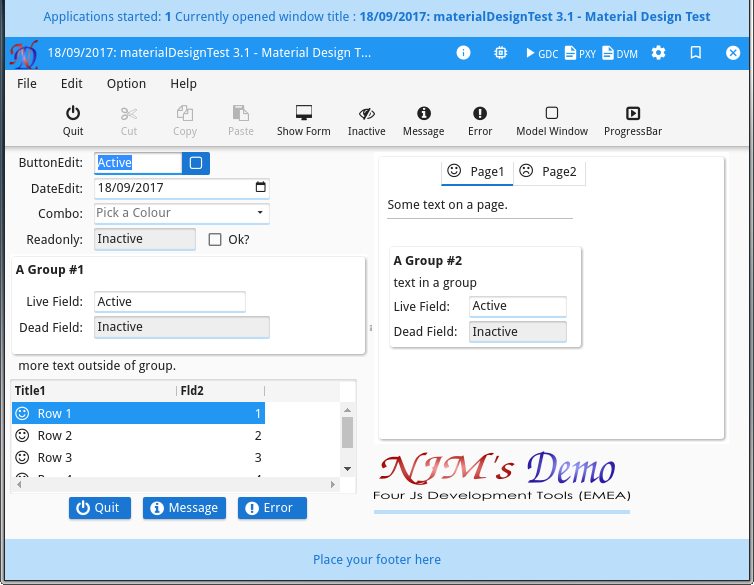 Applications started: 1 Currently opened window title : 18/09/2017: materialDesignTest 3.1 - Material Design Test
18/09/2017: materialDesignTest 3.1 - Material Design T... GDC PXY DVM
File Edit Option Help
Quit Cut Copy Paste Show Form Inactive Message Error Model Window ProgressBar
ButtonEdit: Active
DateEdit: 18/09/2017
Combo: Pick a Colour
Readonly: Inactive Ok?
A Group #1
Live Field: Active
Dead Field: Inactive
more text outside of group.
Title1 Fld2
Row 1 1
Row 2 2
Row 3 3
Quit Message Error
Page1 Page2
Some text on a page.
A Group #2
text in a group
Live Field: Active
Dead Field: Inactive
NJM's Demo
Four Js Development Tools (EMEA)
Place your footer here